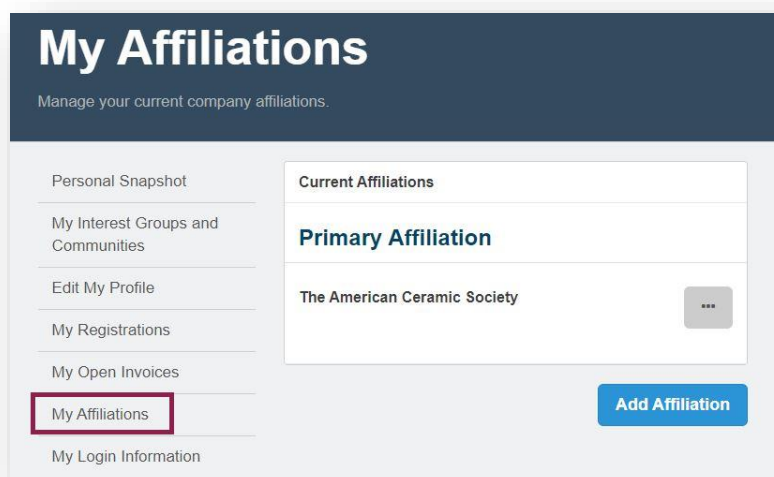 My Affiliations
Manage your current company affiliations.
Personal Snapshot
My Interest Groups and
Communities
Edit My Profile
My Registrations
My Open Invoices
My Affiliations
My Login Information
Current Affiliations
Primary Affiliation
The American Ceramic Society
...
Add Affiliation